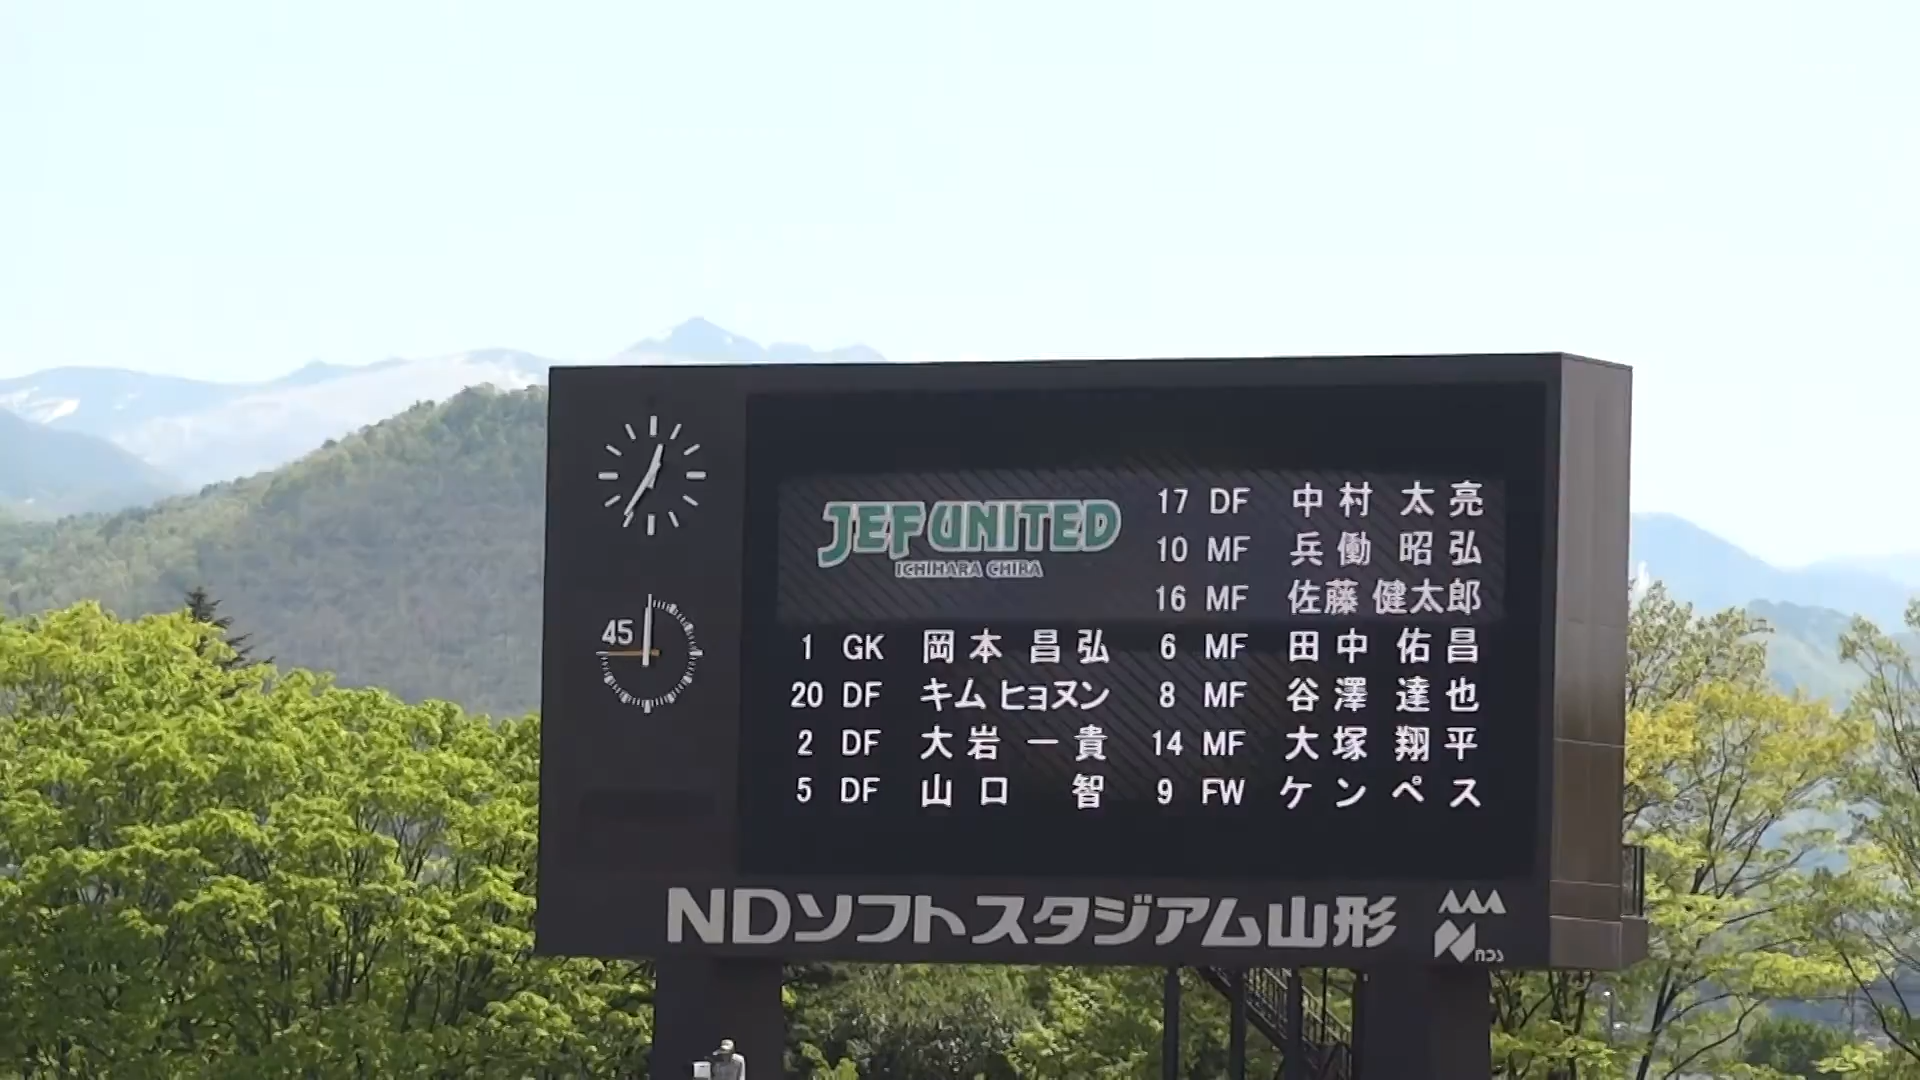 JEF UNITED
ICHIHARA CHIBA
17 DF 中村 太亮
10 MF 兵働 昭弘
16 MF 佐藤 健太郎
45
1 GK 岡本 昌弘 6 MF 田中 佑昌
20 DF キム ヒョヌン 8 MF 谷澤 達也
2 DF 大岩 一貴 14 MF 大塚 翔平
5 DF 山口 智 9 FW ケンペス
NDソフトスタジアム山形